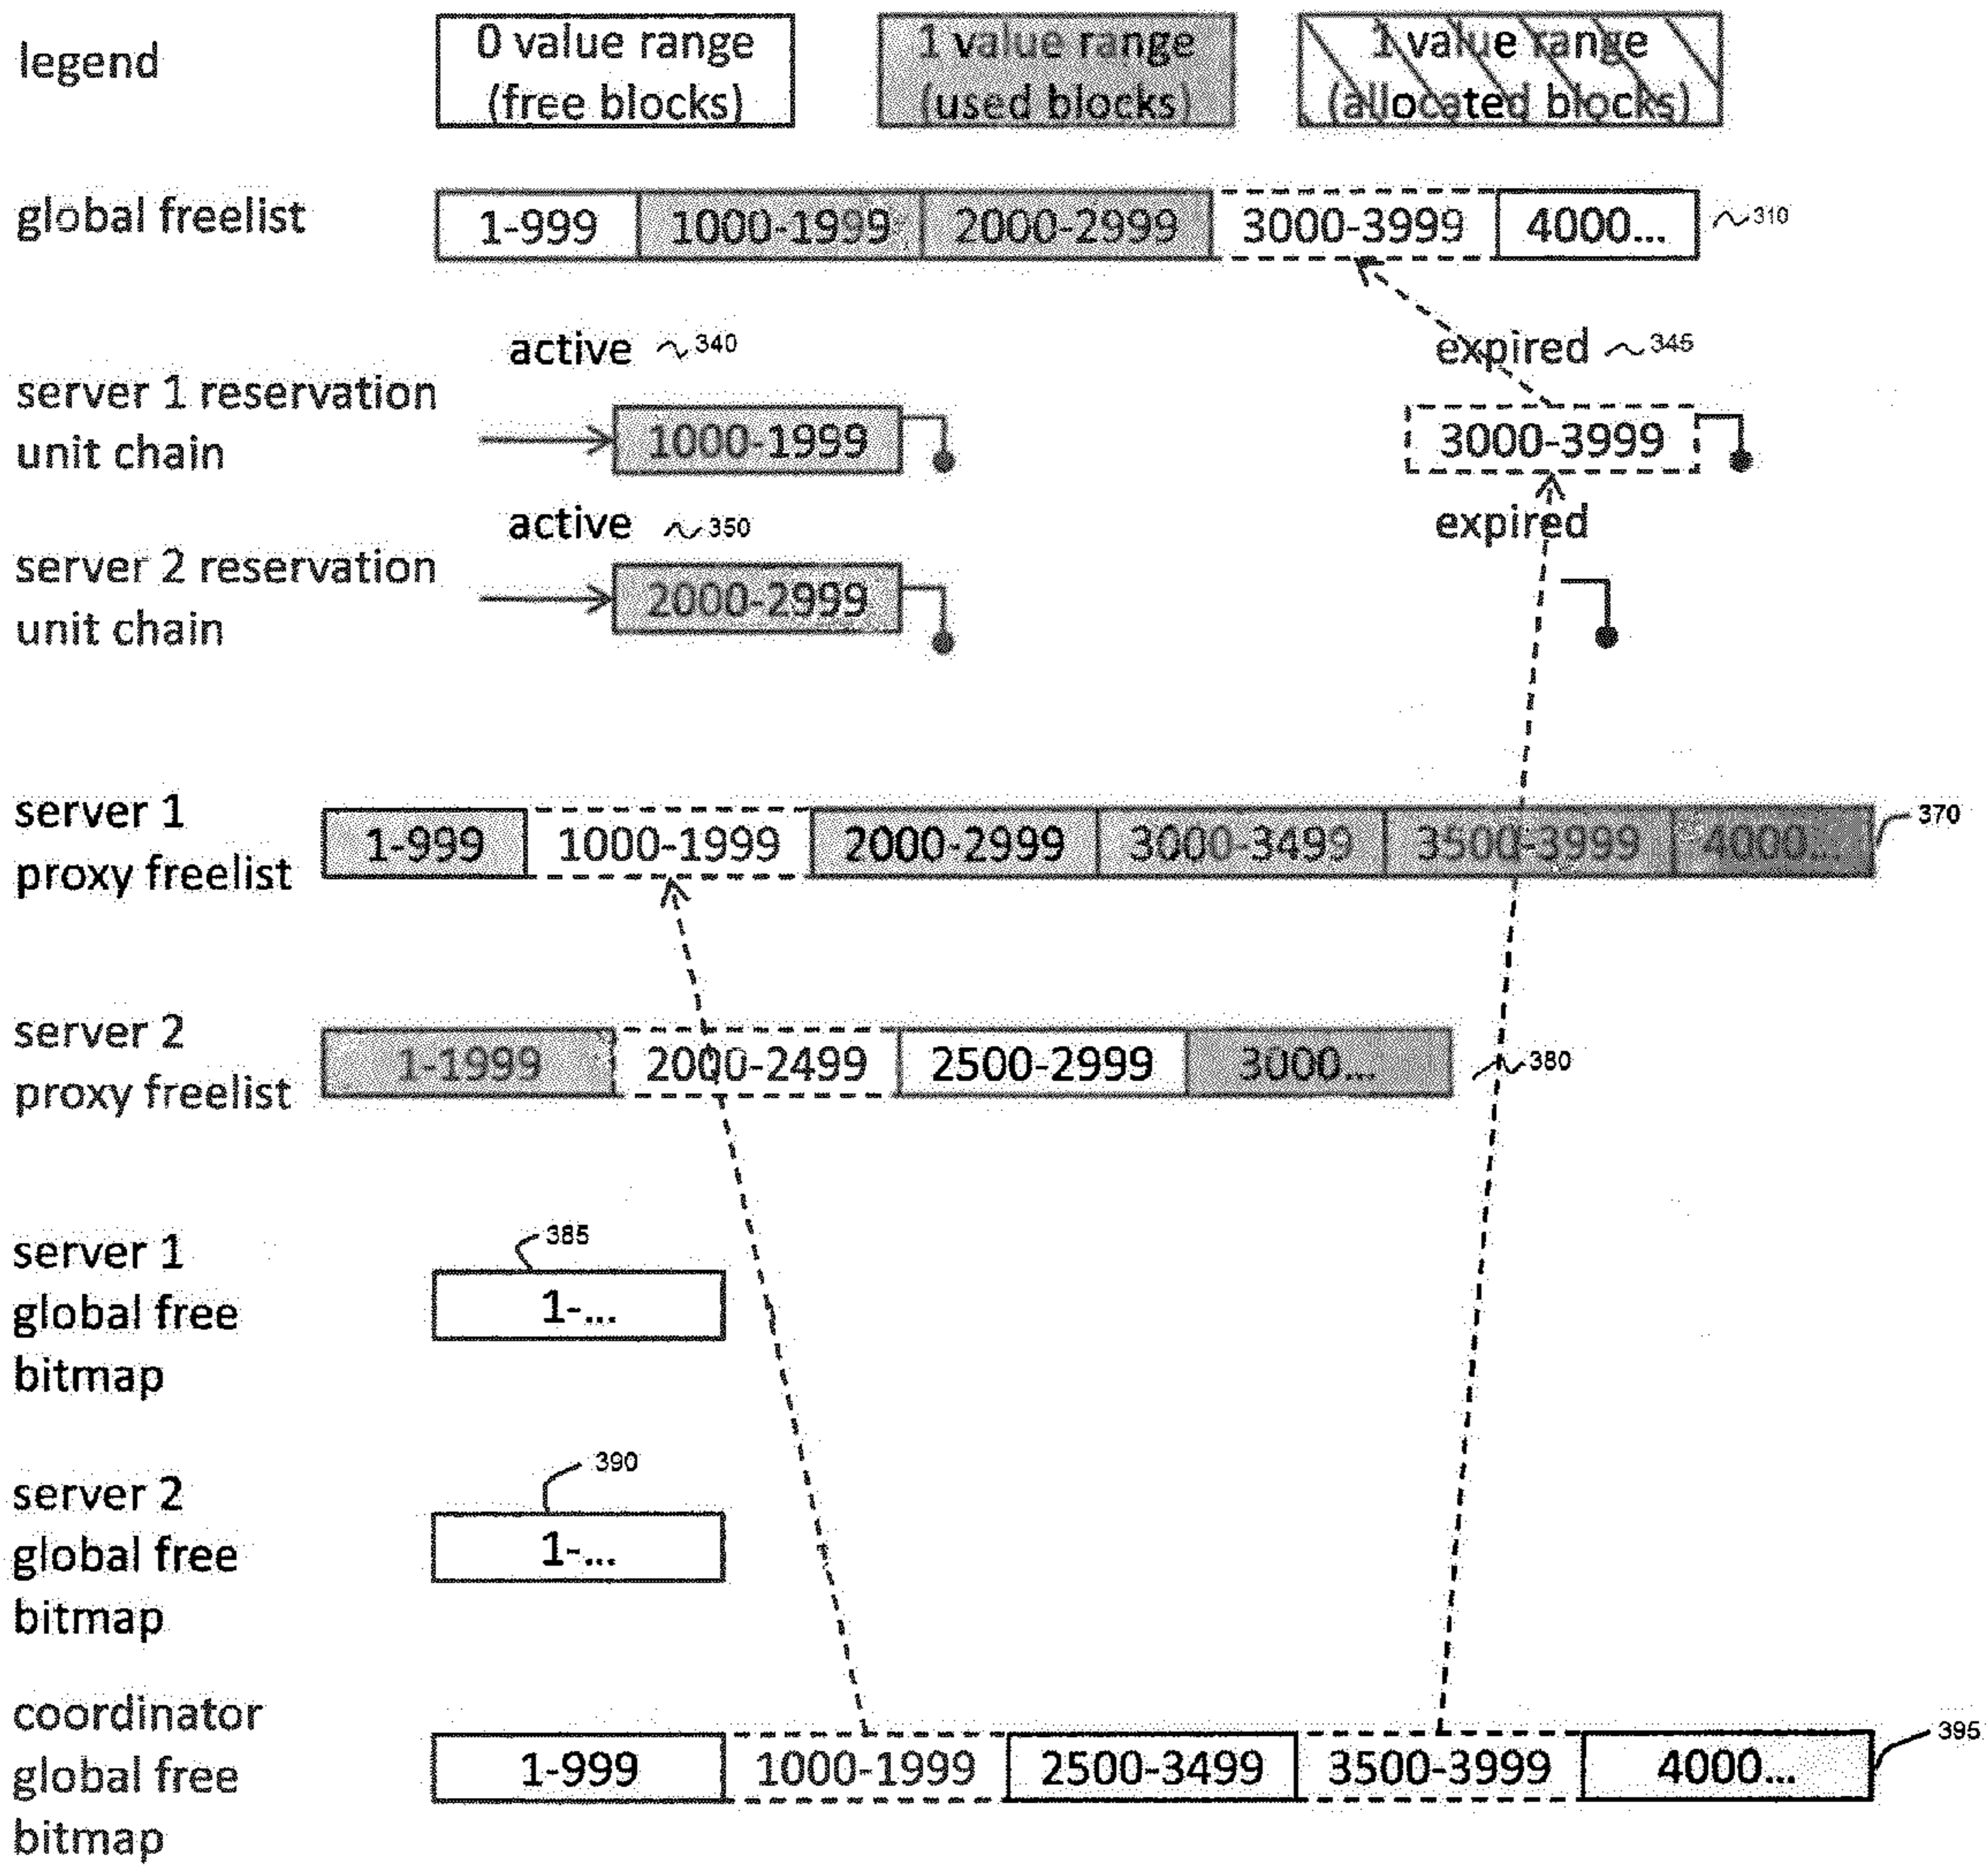 legend
0 value range
(free blocks)
1 value range
(used blocks)
1 value range
(allocated blocks)
global freelist
1-999 1000-1999 2000-2999 3000-3999 4000... 310
active 340
expired 345
server 1 reservation
unit chain
1000-1999
3000-3999
active 350
expired
server 2 reservation
unit chain
2000-2999
server 1
proxy freelist
1-999 1000-1999 2000-2999 3000-3499 3500-3999 4000... 370
server 2
proxy freelist
1-1999 2000-2499 2500-2999 3000... 380
server 1
global free
bitmap
385
1-...
server 2
global free
bitmap
390
1-...
coordinator
global free
bitmap
1-999 1000-1999 2500-3499 3500-3999 4000... 395